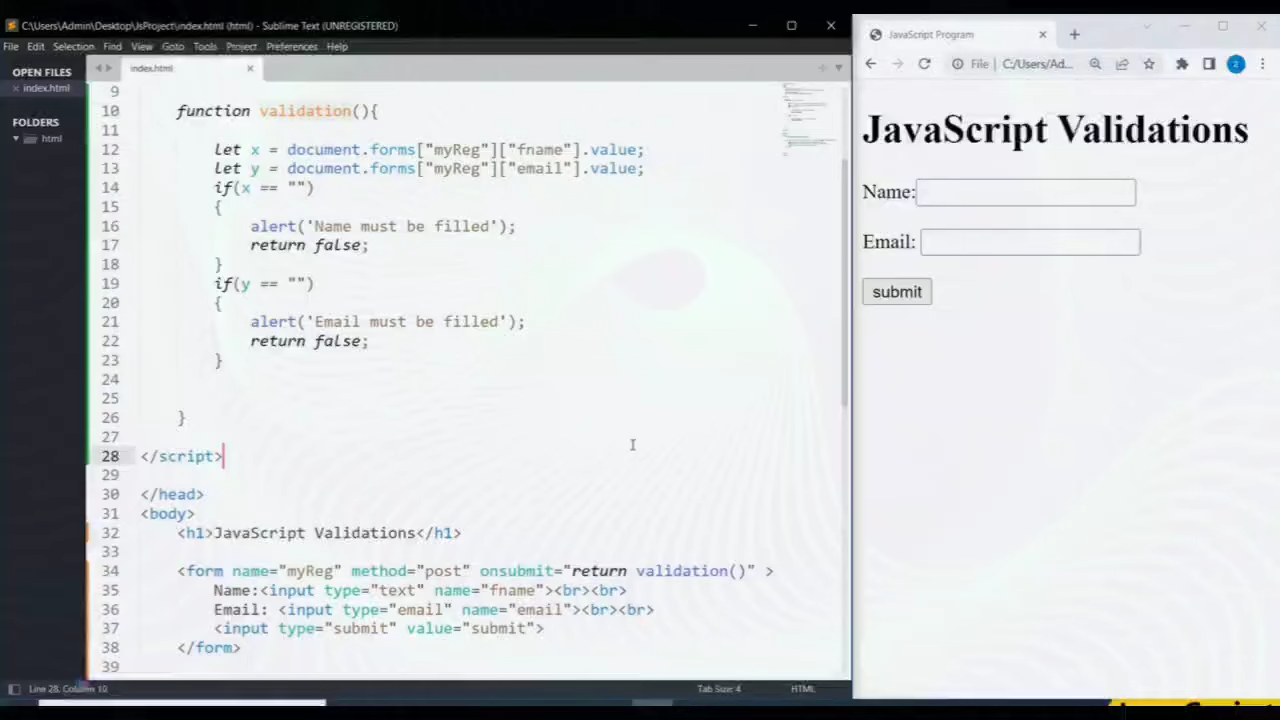 C:\Users\Admin\Desktop\JsProject\index.html (html) - Sublime Text (UNREGISTERED)
File Edit Selection Find View Goto Tools Project Preferences Help
OPEN FILES
index.html
FOLDERS
html
index.html
9
10 function validation(){
11
12 let x = document.forms["myReg"]["fname"].value;
13 let y = document.forms["myReg"]["email"].value;
14 if(x == "")
15 {
16 alert('Name must be filled');
17 return false;
18 }
19 if(y == "")
20 {
21 alert('Email must be filled');
22 return false;
23 }
24
25
26 }
27
28 </script>
29
30 </head>
31 <body>
32 <h1>JavaScript Validations</h1>
33
34 <form name="myReg" method="post" onsubmit="return validation()" >
35 Name:<input type="text" name="fname"><br><br>
36 Email: <input type="email" name="email"><br><br>
37 <input type="submit" value="submit">
38 </form>
39
Line 28, Column 10
Tab Size: 4
HTML
JavaScript Program
File C:/Users/Ad...
2
JavaScript Validations
Name:
Email:
submit